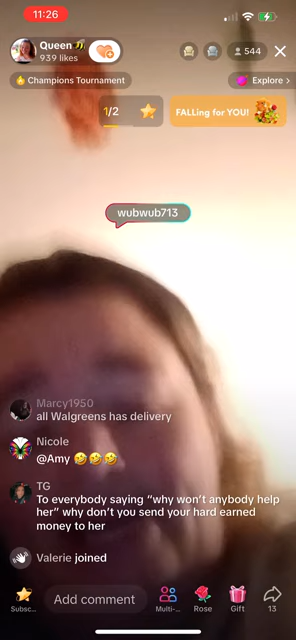 11:26
Queen 🐝
939 likes
544
Champions Tournament
Explore >
1/2
FALLing for YOU!
wubwub713
Marcy1950
all Walgreens has delivery
Nicole
@Amy 🤣🤣🤣
TG
To everybody saying “why won’t anybody help
her” why don’t you send your hard earned
money to her
Valerie joined
Add comment
Subsc...
Multi-...
Rose
Gift
13